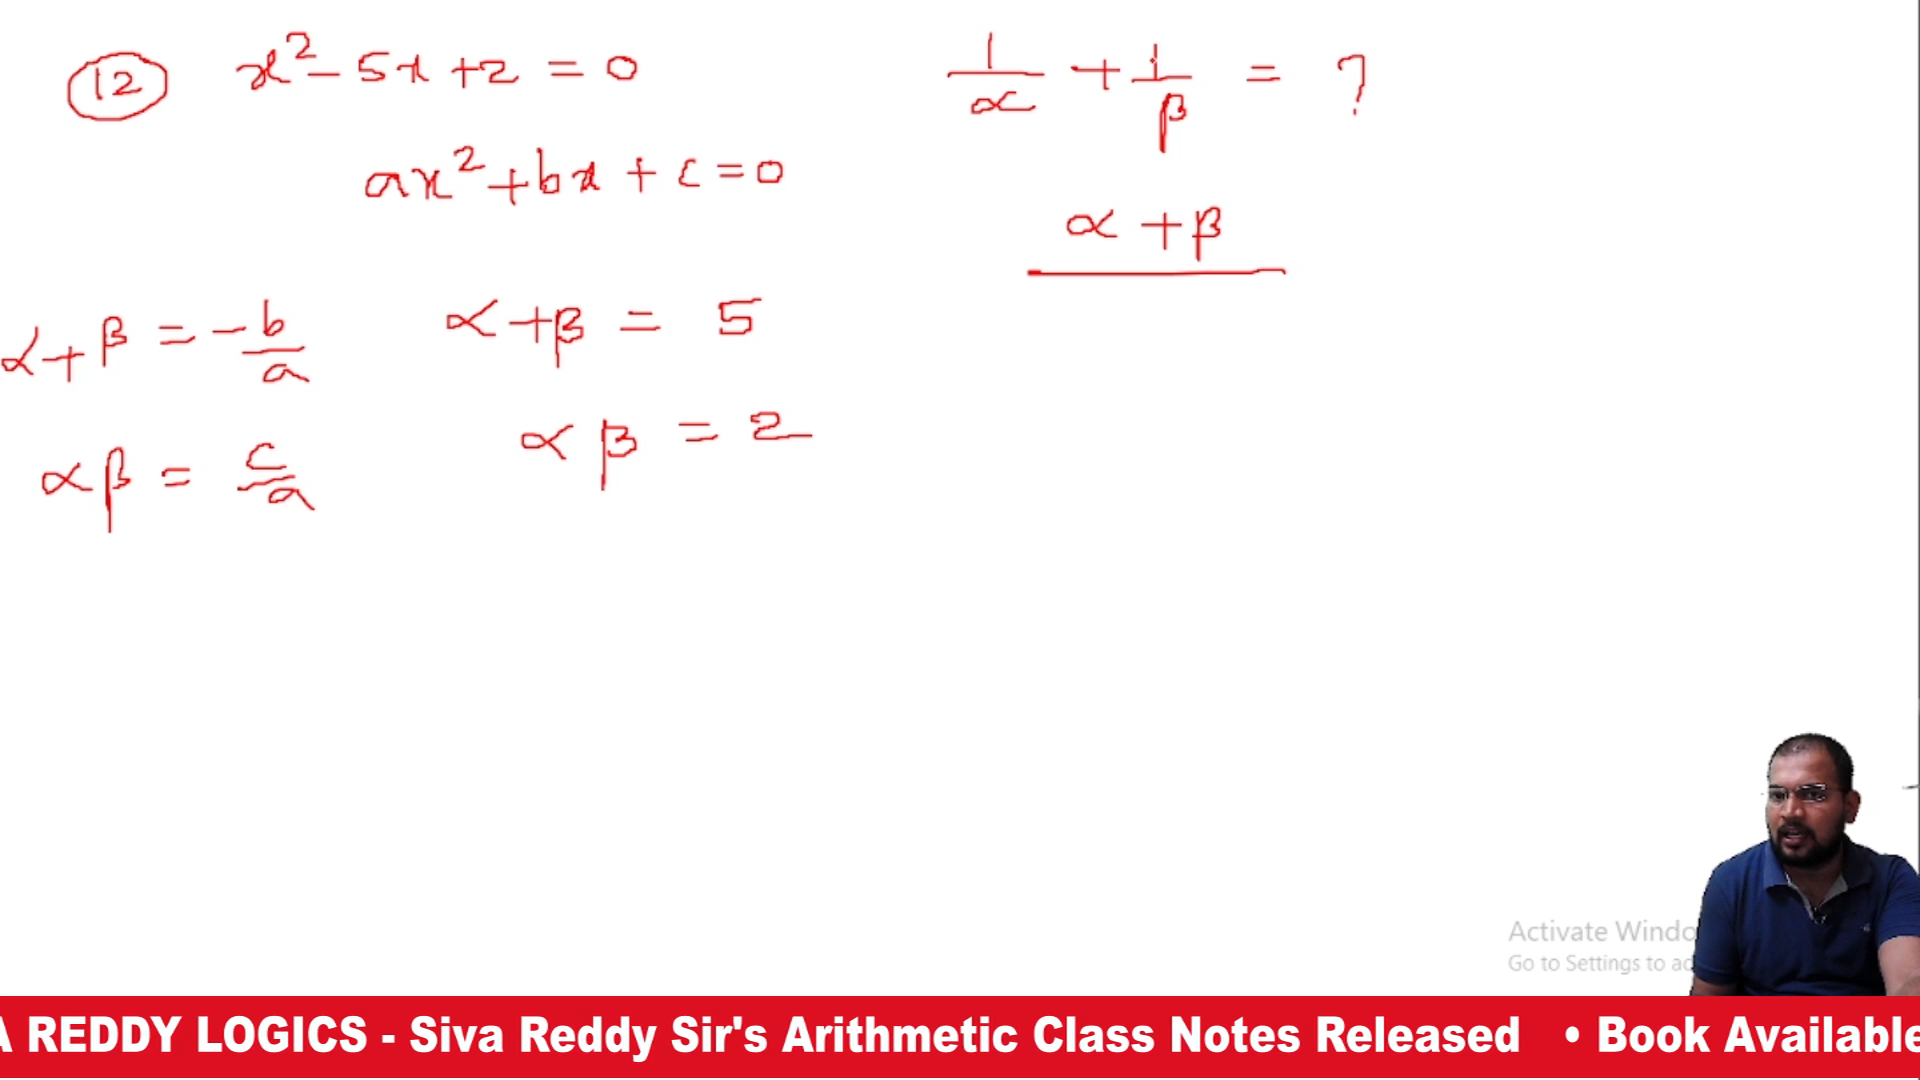 12 x² - 5x + 2 = 0
ax² + bx + c = 0
α + β = -b/a
αβ = c/a
α + β = 5
αβ = 2
1/α + 1/β = ?
α + β
Activate Windo
Go to Settings to ac
A REDDY LOGICS - Siva Reddy Sir's Arithmetic Class Notes Released • Book Available